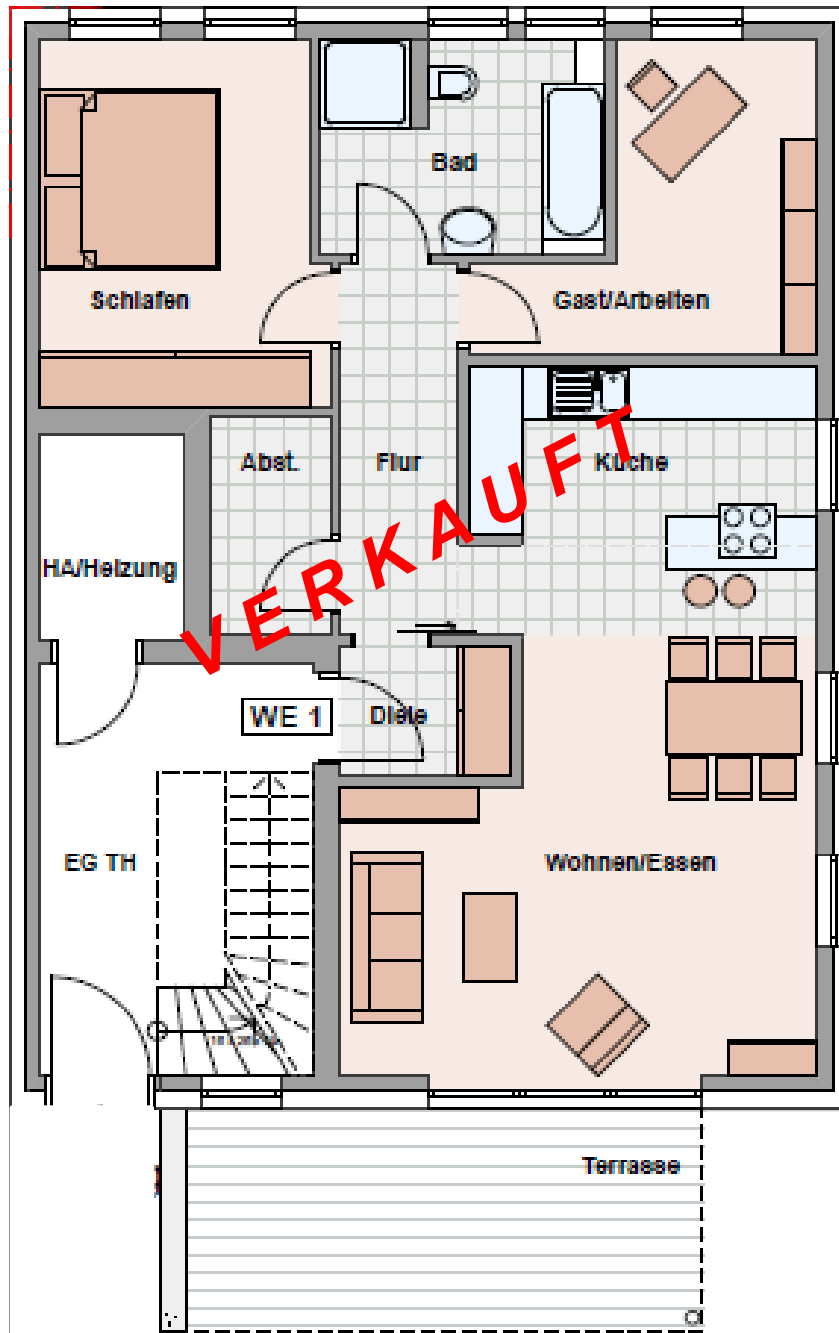 Bad
Schlafen
Gast/Arbeiten
Abst.
Flur
Küche
HA/Heizung
VERKAUFT
WE 1
Diele
EG TH
Wohnen/Essen
Terrasse